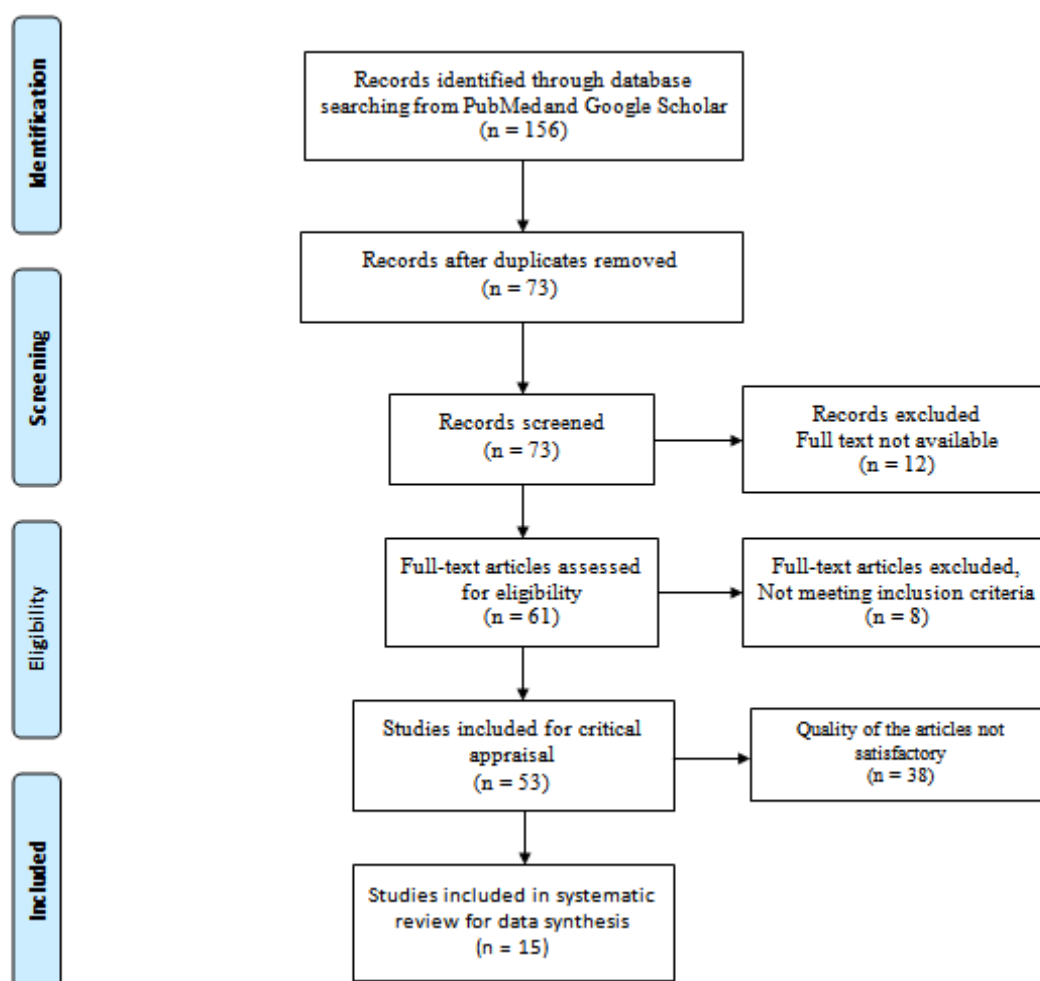 Identification
Records identified through database
searching from PubMedand Google Scholar
(n = 156)
Records after duplicates removed
(n = 73)
Screening
Records screened
(n = 73)
Records excluded
Full text not available
(n = 12)
Eligibility
Full-text articles assessed
for eligibility
(n = 61)
Full-text articles excluded,
Not meeting inclusion criteria
(n = 8)
Studies included for critical
appraisal
(n = 53)
Quality of the articles not
satisfactory
(n = 38)
Included
Studies included in systematic
review for data synthesis
(n = 15)